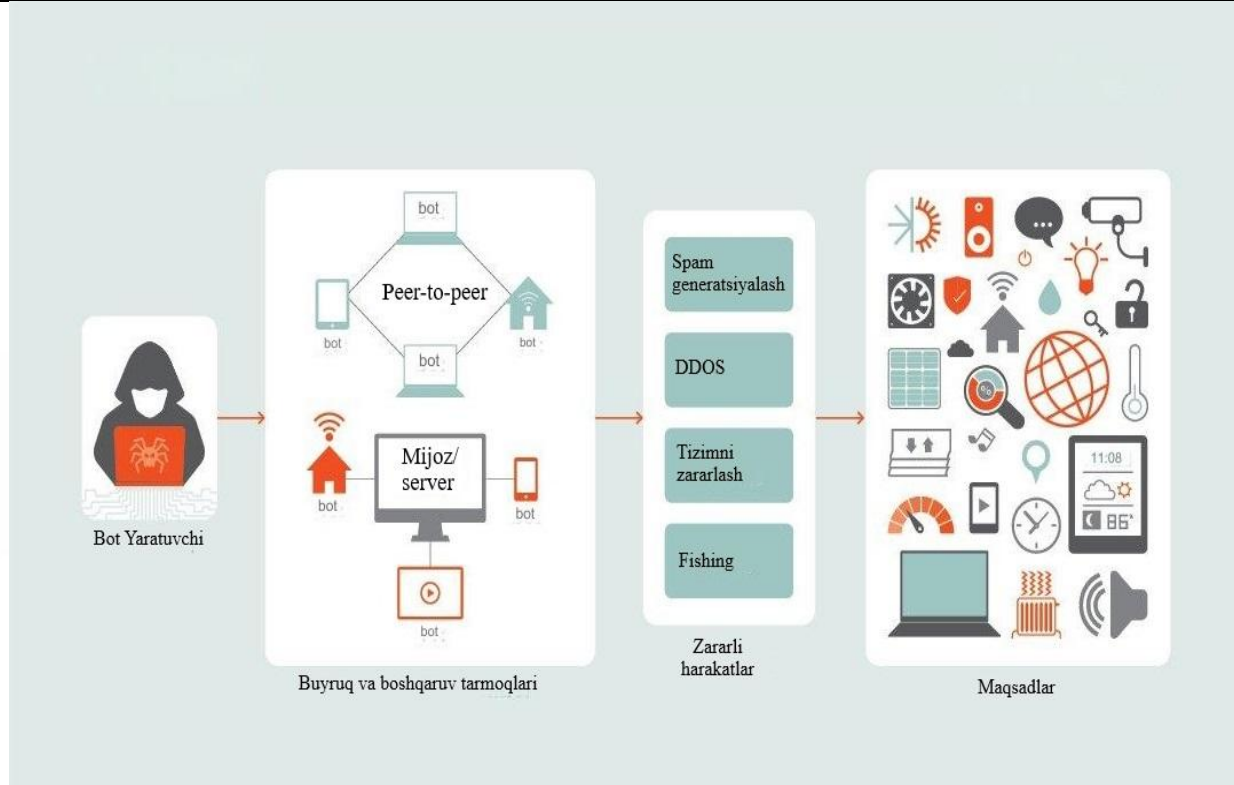 Bot Yaratuvchi
bot
Peer-to-peer
bot
bot
bot
Mijoz/
server
bot
bot
bot
Buyruq va boshqaruv tarmoqlari
Spam
generatsiyalash
DDOS
Tizimni
zararlash
Fishing
Zararli
harakatlar
11:08
86°
Maqsadlar